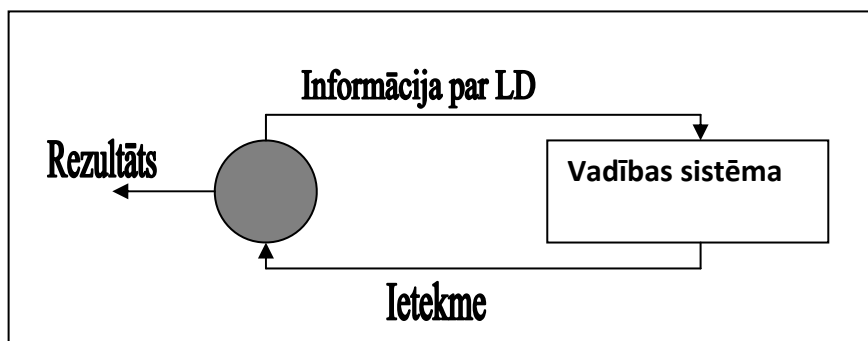 Informācija par LD
Rezultāts
Vadības sistēma
Ietekme